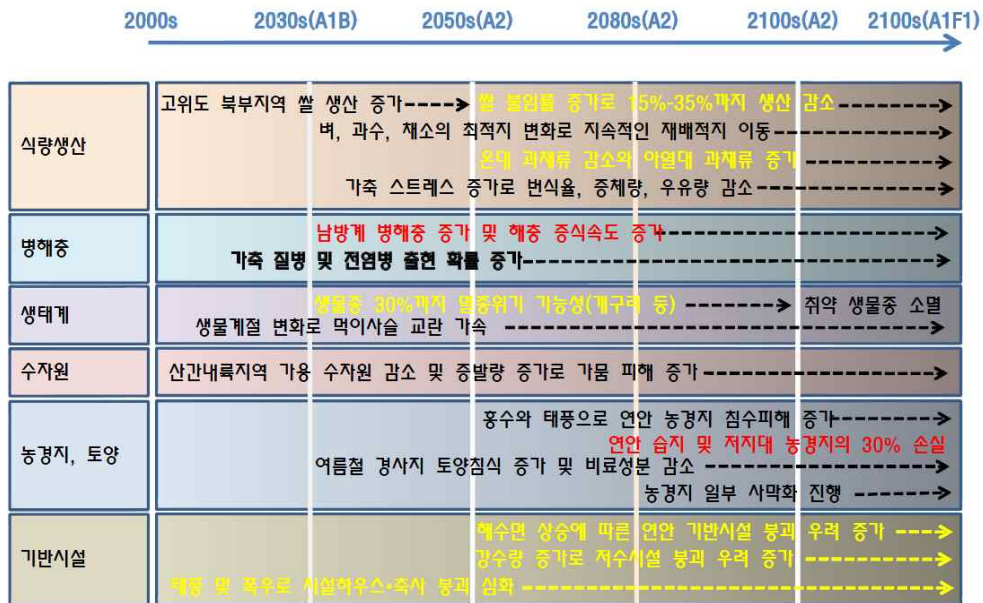 2000s 2030s(A1B) 2050s(A2) 2080s(A2) 2100s(A2) 2100s(A1F1)
식량생산
고위도 북부지역 쌀 생산 증가
쌀 불임률 증가로 15%-35%까지 생산 감소
벼, 과수, 채소의 최적지 변화로 지속적인 재배적지 이동
온대 과채류 감소와 아열대 과채류 증가
가축 스트레스 증가로 번식율, 증체량, 우유량 감소
병해충
남방계 병해충 증가 및 해충 증식속도 증가
가축 질병 및 전염병 출현 확률 증가
생태계
생물종 30%까지 멸종위기 가능성(개구리 등)
취약 생물종 소멸
생물계절 변화로 먹이사슬 교란 가속
수자원
산간내륙지역 가용 수자원 감소 및 증발량 증가로 가뭄 피해 증가
농경지, 토양
홍수와 태풍으로 연안 농경지 침수피해 증가
연안 습지 및 저지대 농경지의 30% 손실
여름철 경사지 토양침식 증가 및 비료성분 감소
농경지 일부 사막화 진행
기반시설
해수면 상승에 따른 연안 기반시설 붕괴 우려 증가
강수량 증가로 저수시설 붕괴 우려 증가
태풍 및 폭우로 시설하우스•축사 붕괴 심화